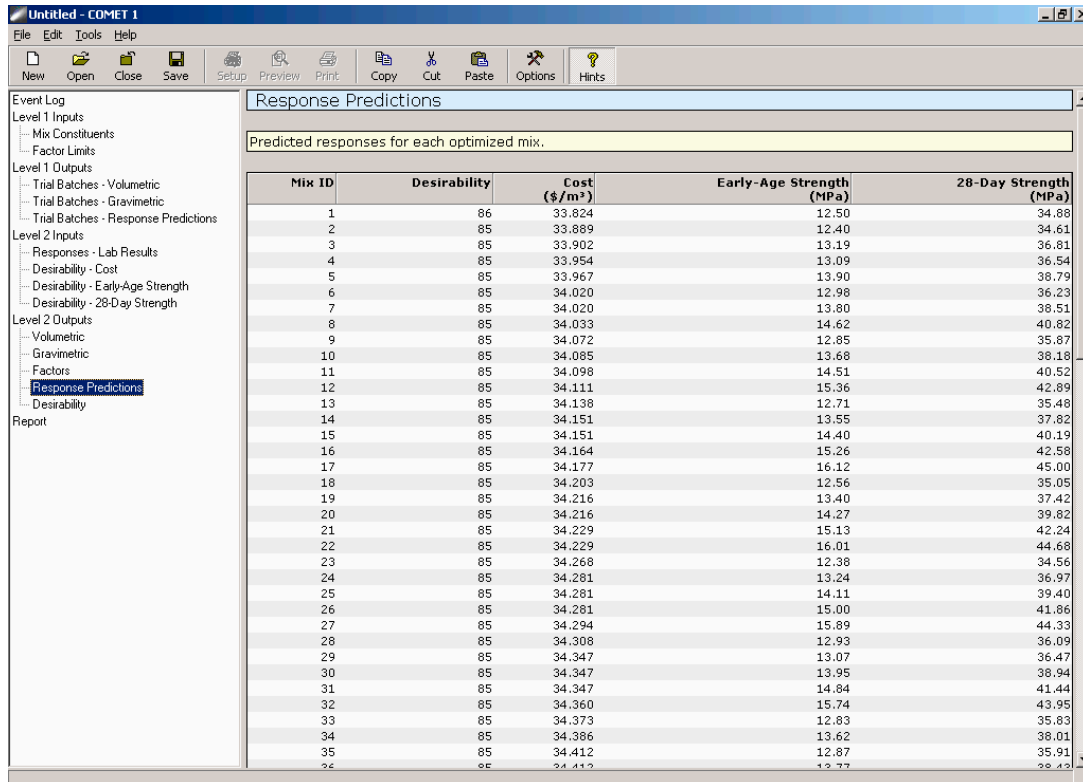 Untitled - COMET 1
File Edit Tools Help
New Open Close Save Setup Preview Print Copy Cut Paste Options Hints
Event Log
Level 1 Inputs
Mix Constituents
Factor Limits
Level 1 Outputs
Trial Batches - Volumetric
Trial Batches - Gravimetric
Trial Batches - Response Predictions
Level 2 Inputs
Responses - Lab Results
Desirability - Cost
Desirability - Early-Age Strength
Desirability - 28-Day Strength
Level 2 Outputs
Volumetric
Gravimetric
Factors
Response Predictions
Desirability
Report
Response Predictions
Predicted responses for each optimized mix.
Mix ID Desirability Cost Early-Age Strength 28-Day Strength
($/m³) (MPa) (MPa)
1 86 33.824 12.50 34.88
2 85 33.889 12.40 34.61
3 85 33.902 13.19 36.81
4 85 33.954 13.09 36.54
5 85 33.967 13.90 38.79
6 85 34.020 12.98 36.23
7 85 34.020 13.80 38.51
8 85 34.033 14.62 40.82
9 85 34.072 12.85 35.87
10 85 34.085 13.68 38.18
11 85 34.098 14.51 40.52
12 85 34.111 15.36 42.89
13 85 34.138 12.71 35.48
14 85 34.151 13.55 37.82
15 85 34.151 14.40 40.19
16 85 34.164 15.26 42.58
17 85 34.177 16.12 45.00
18 85 34.203 12.56 35.05
19 85 34.216 13.40 37.42
20 85 34.216 14.27 39.82
21 85 34.229 15.13 42.24
22 85 34.229 16.01 44.68
23 85 34.268 12.38 34.56
24 85 34.281 13.24 36.97
25 85 34.281 14.11 39.40
26 85 34.281 15.00 41.86
27 85 34.294 15.89 44.33
28 85 34.308 12.93 36.09
29 85 34.347 13.07 36.47
30 85 34.347 13.95 38.94
31 85 34.347 14.84 41.44
32 85 34.360 15.74 43.95
33 85 34.373 12.83 35.83
34 85 34.386 13.62 38.01
35 85 34.412 12.87 35.91
36 85 34.412 13.77 38.43